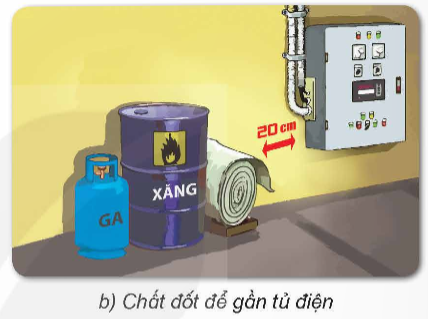 20 cm
XĂNG
GA
b) Chất đốt để gần tủ điện